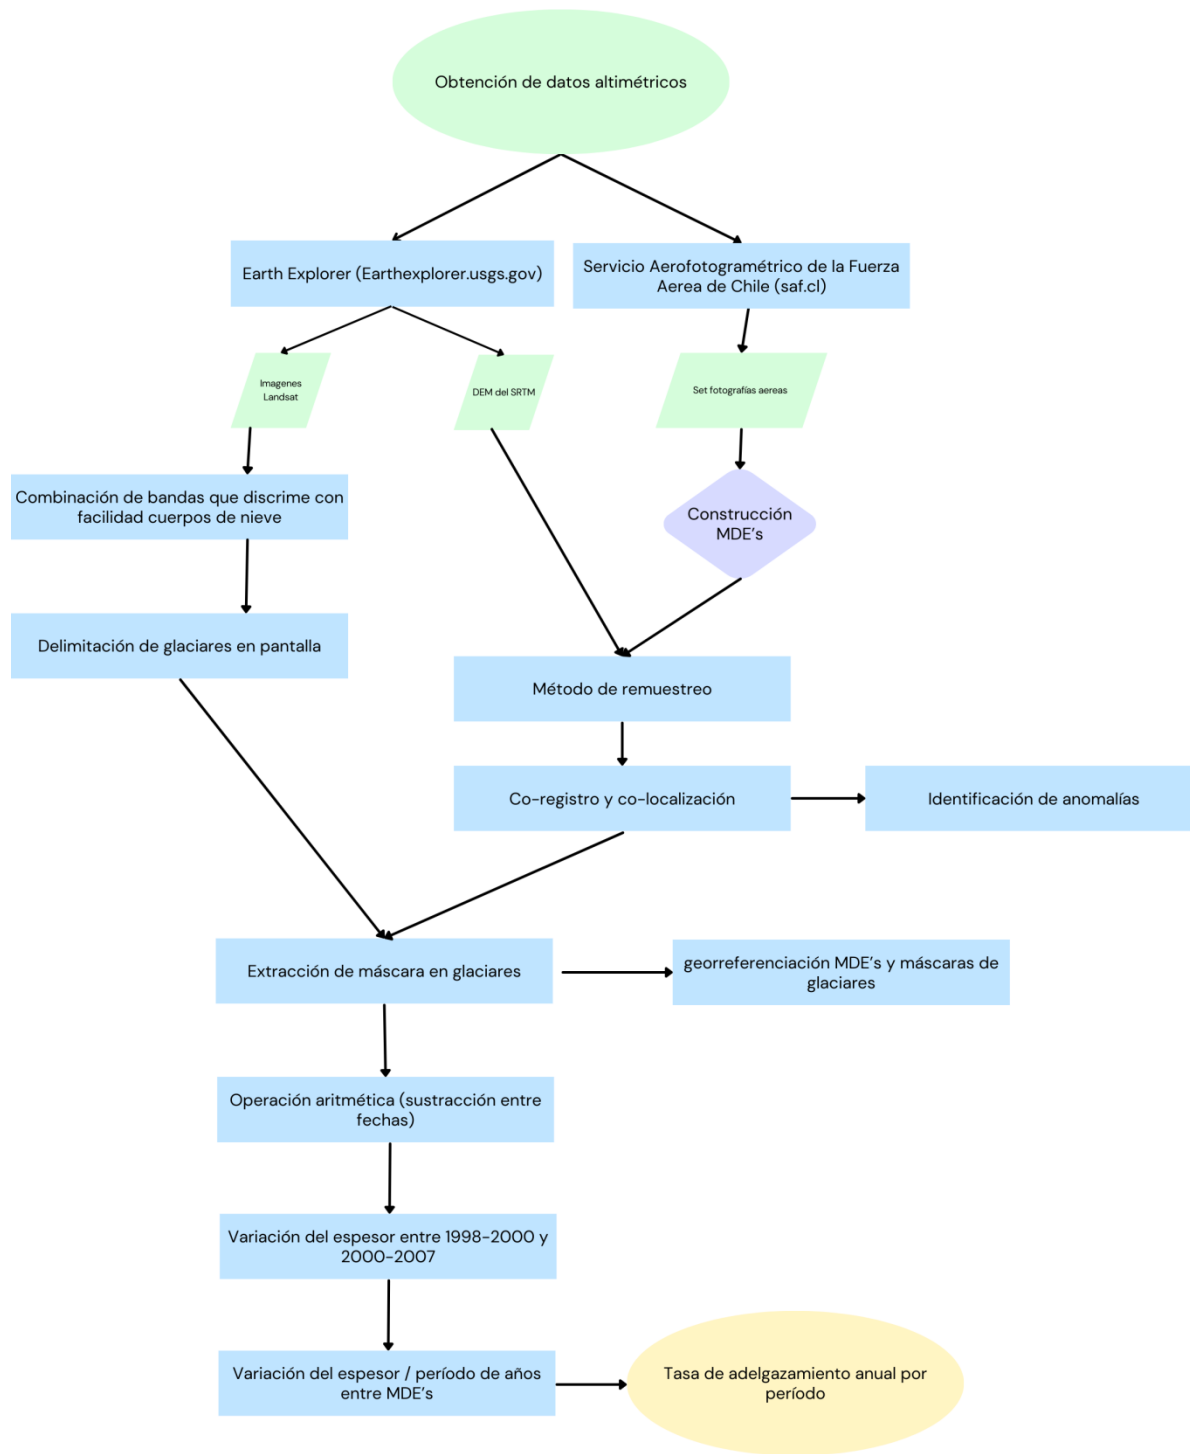 Obtención de datos altimétricos
Earth Explorer (Earthexplorer.usgs.gov)
Servicio Aerofotogramétrico de la Fuerza
Aerea de Chile (saf.cl)
Imagenes
Landsat
DEM del SRTM
Set fotografías aereas
Combinación de bandas que discrime con
facilidad cuerpos de nieve
Construcción
MDE's
Delimitación de glaciares en pantalla
Método de remuestreo
Co-registro y co-localización
Identificación de anomalías
Extracción de máscara en glaciares
georreferenciación MDE's y máscaras de
glaciares
Operación aritmética (sustracción entre
fechas)
Variación del espesor entre 1998-2000 y
2000-2007
Variación del espesor / período de años
entre MDE's
Tasa de adelgazamiento anual por
período